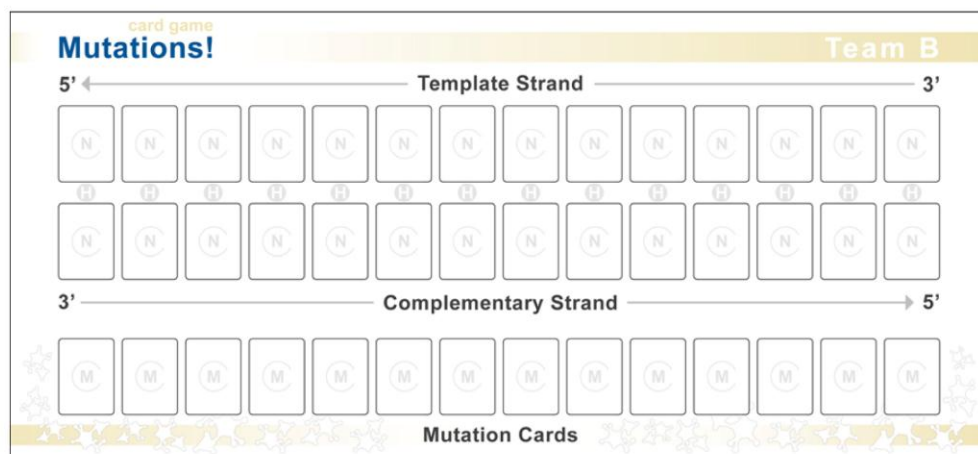 card game
Mutations! Team B
5’ Template Strand 3’
N N N N N N N N N N N N N N
H H H H H H H H H H H H H H
N N N N N N N N N N N N N N
3’ Complementary Strand 5’
M M M M M M M M M M M M M M
Mutation Cards